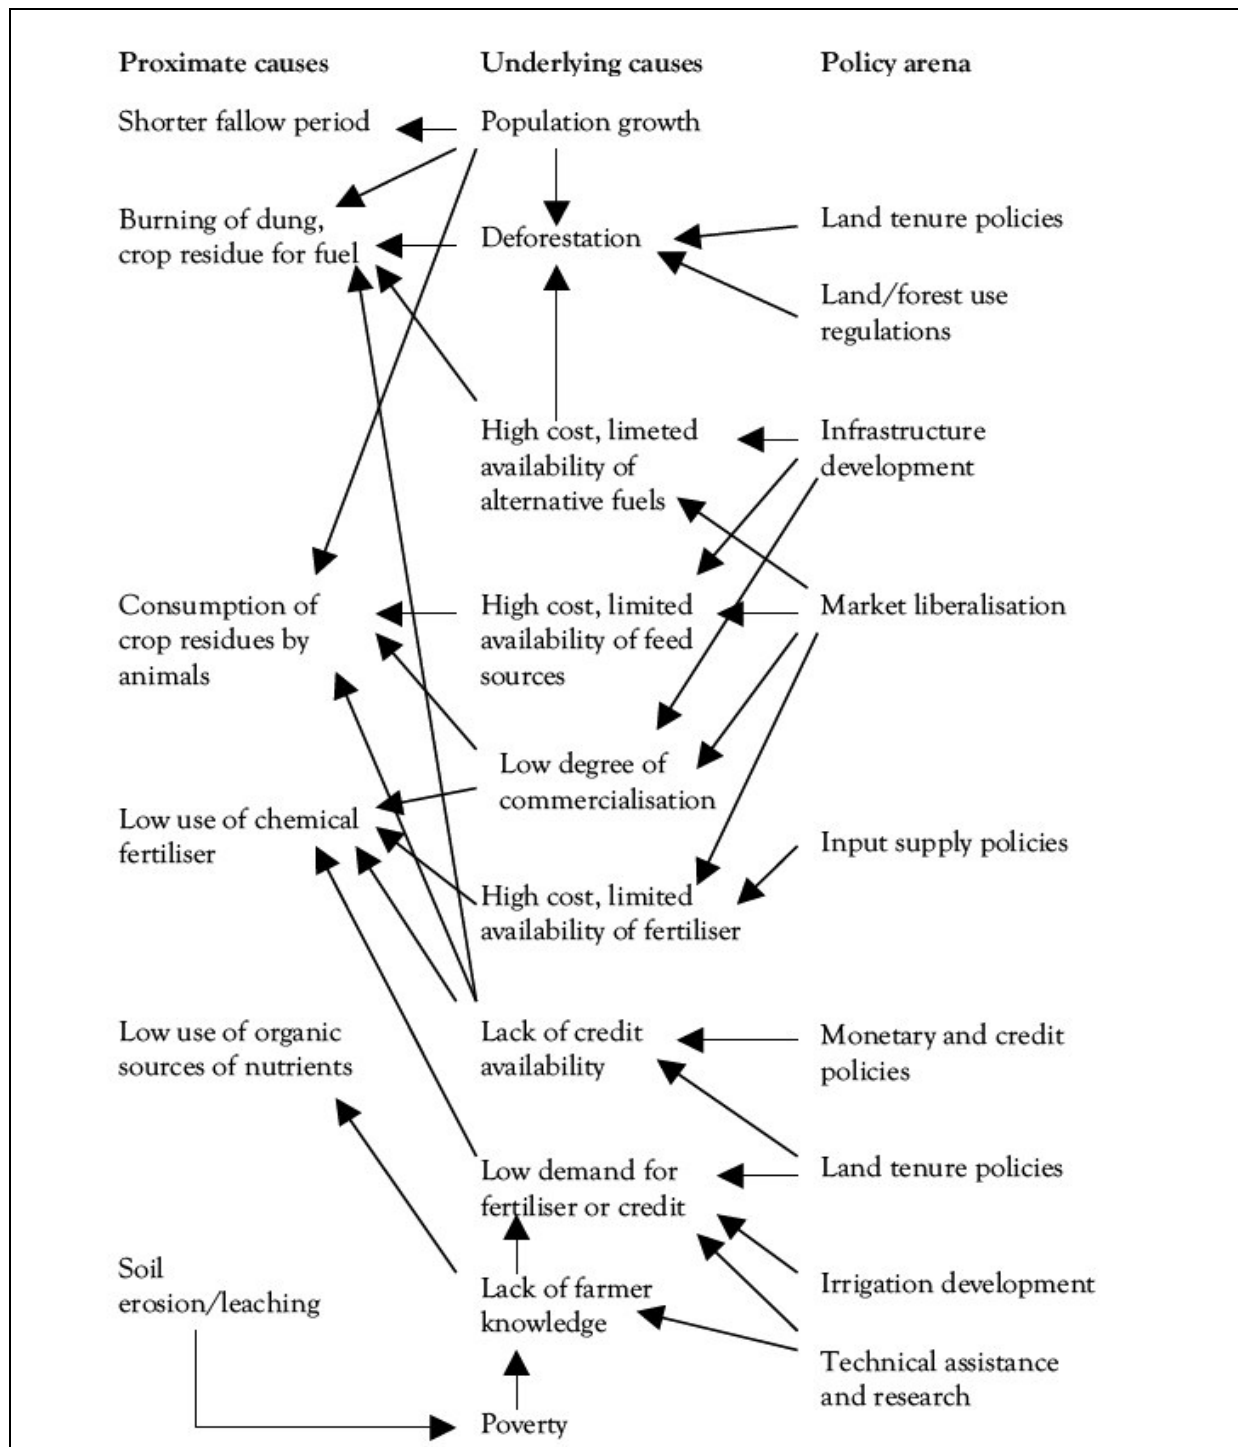 Proximate causes
Underlying causes
Policy arena
Shorter fallow period
Population growth
Burning of dung,
crop residue for fuel
Deforestation
Land tenure policies
Land/forest use
regulations
High cost, limeted
availability of
alternative fuels
Infrastructure
development
Consumption of
crop residues by
animals
High cost, limited
availability of feed
sources
Market liberalisation
Low degree of
commercialisation
Low use of chemical
fertiliser
Input supply policies
High cost, limited
availability of fertiliser
Low use of organic
sources of nutrients
Lack of credit
availability
Monetary and credit
policies
Low demand for
fertiliser or credit
Land tenure policies
Soil
erosion/leaching
Lack of farmer
knowledge
Irrigation development
Technical assistance
and research
Poverty